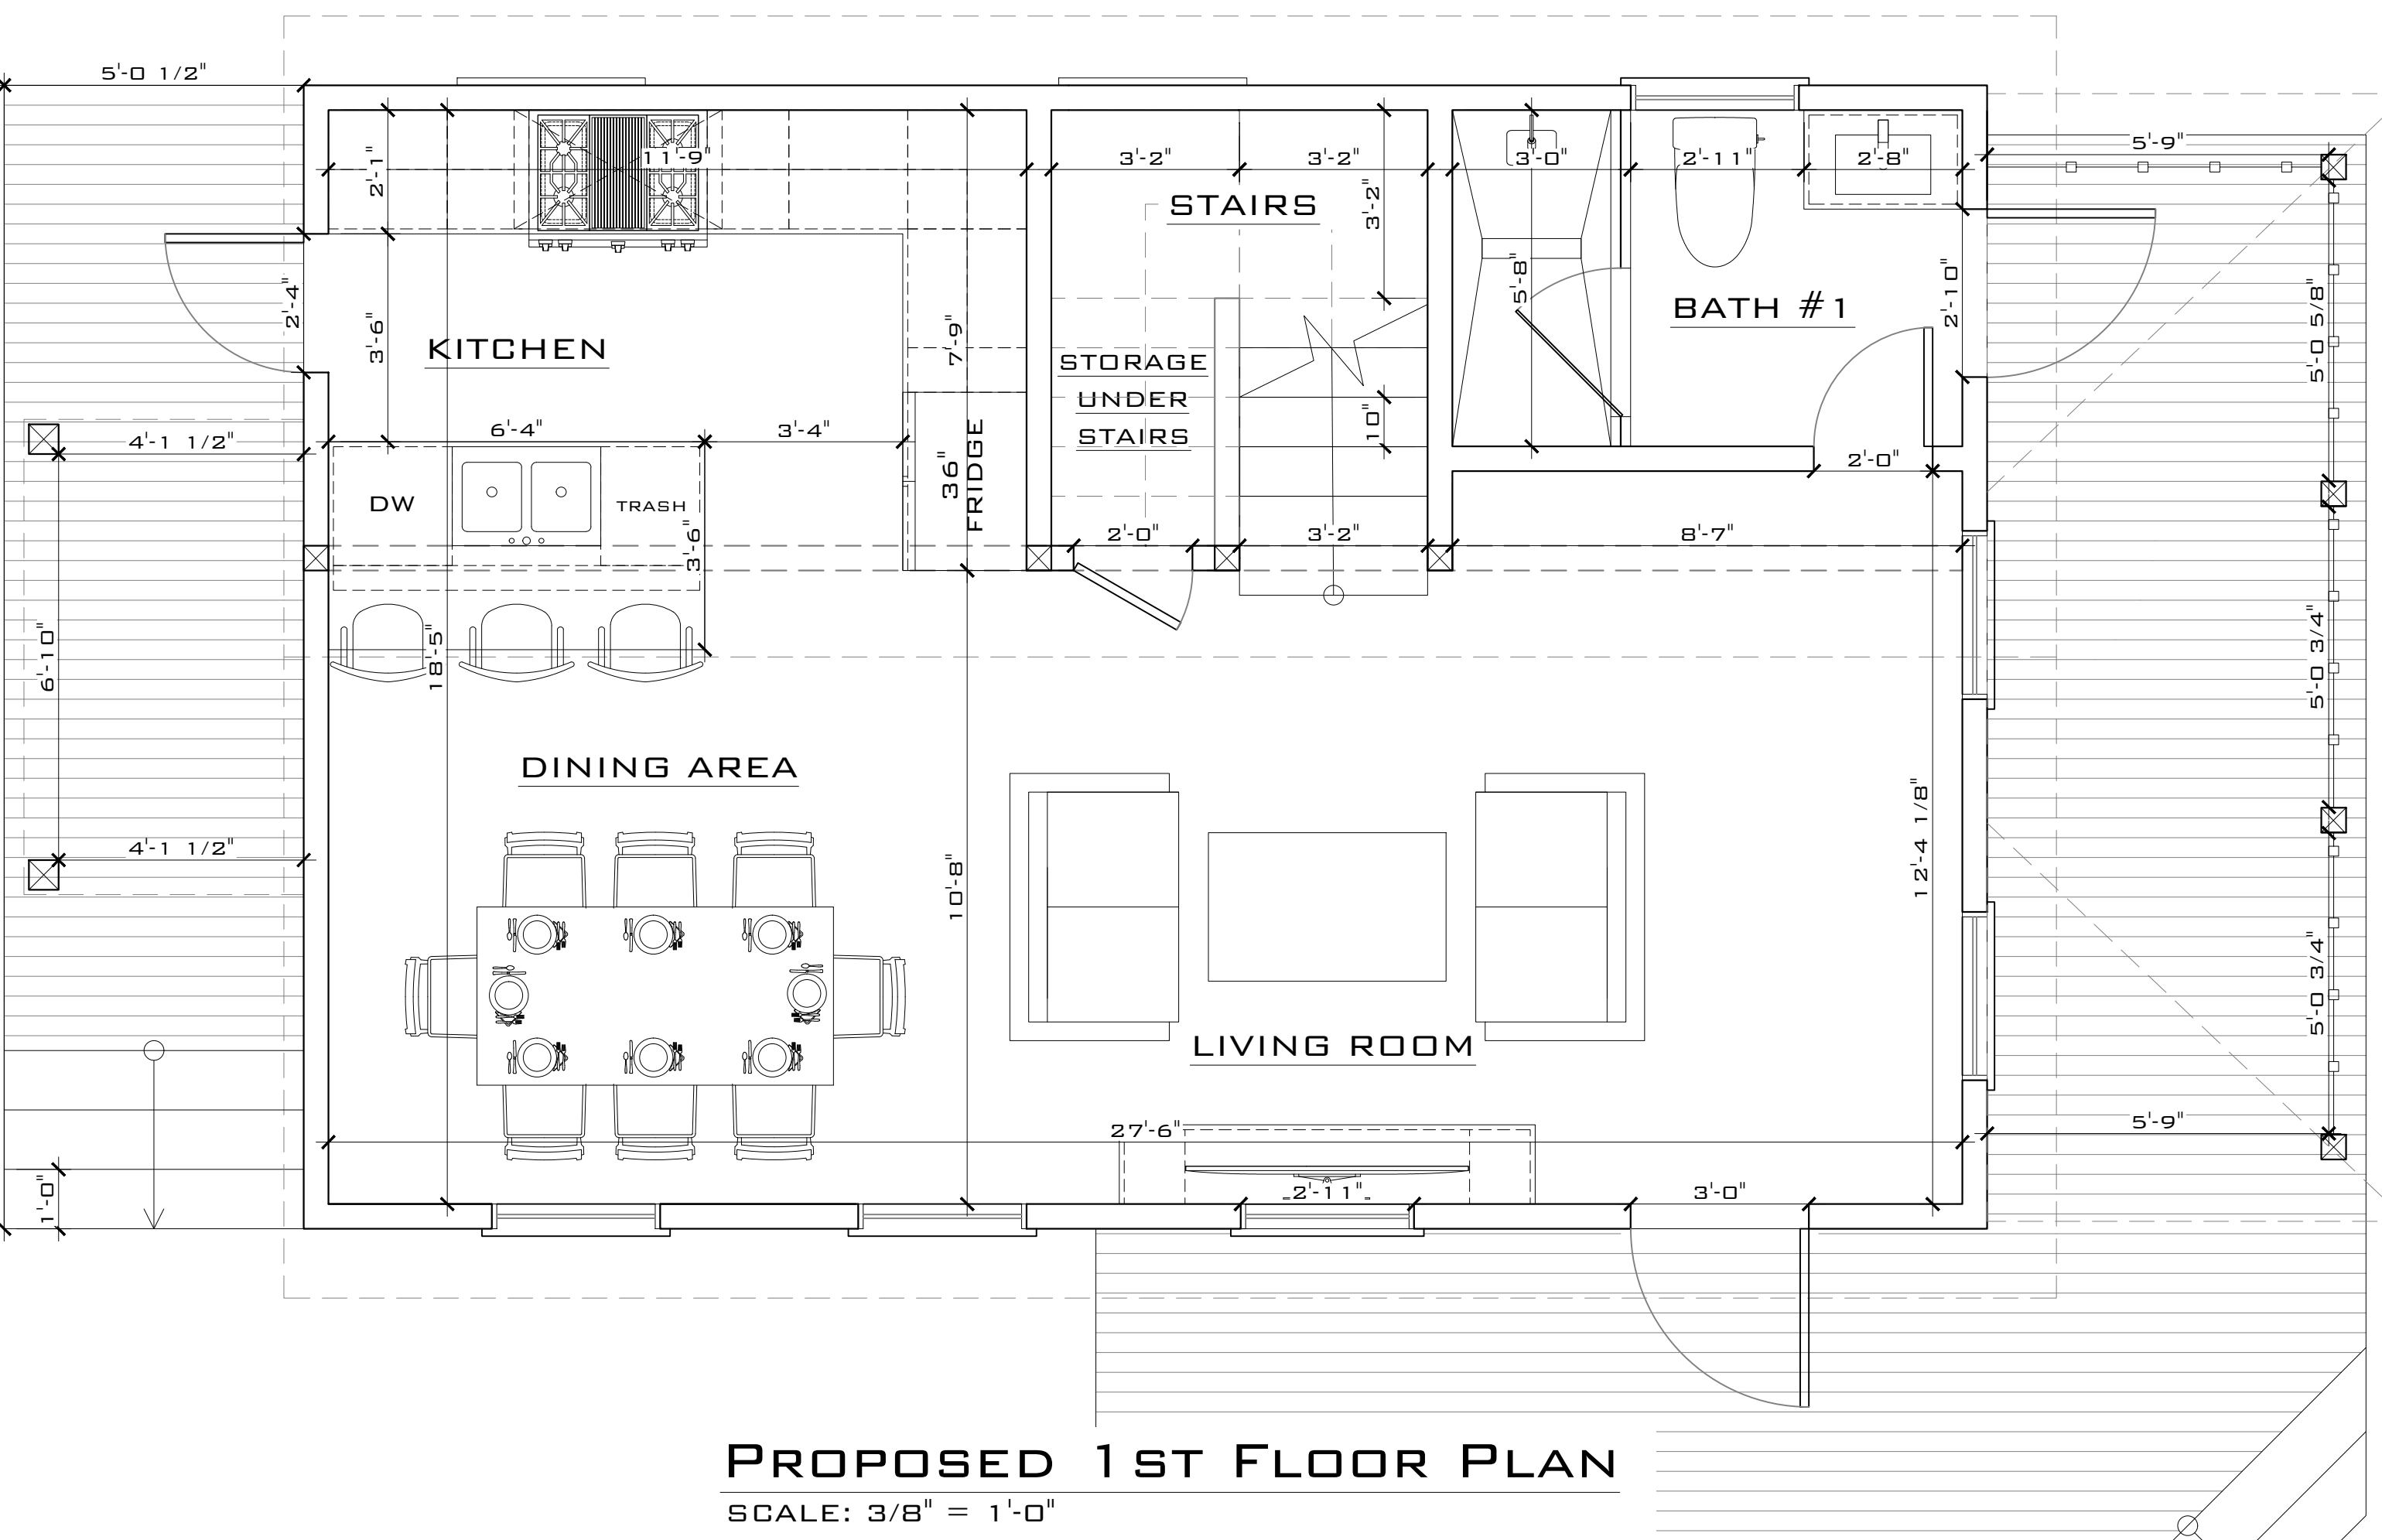 5'-0 1/2"
11'-9"
3'-2"
3'-2"
3'-0"
2'-11"
2'-8"
5'-9"
2'-1"
3'-2"
STAIRS
2'-4"
3'-6"
KITCHEN
7'-9"
5'-8"
BATH #1
2'-10"
5'-0 5/8"
STORAGE
UNDER
STAIRS
10"
4'-1 1/2"
6'-4"
3'-4"
36"
FRIDGE
2'-0"
DW
TRASH
3'-6"
2'-0"
3'-2"
8'-7"
6'-10"
18'-5"
5'-0 3/4"
DINING AREA
4'-1 1/2"
10'-8"
12'-4 1/8"
5'-0 3/4"
LIVING ROOM
27'-6"
5'-9"
1'-0"
2'-11"
3'-0"
PROPOSED 1ST FLOOR PLAN
SCALE: 3/8" = 1'-0"